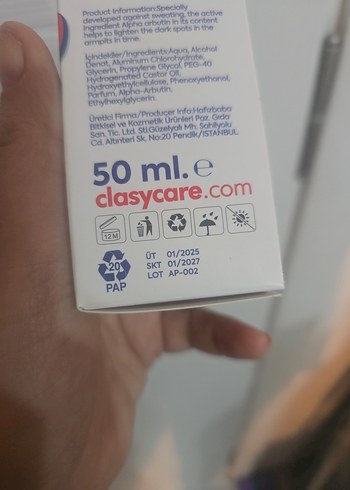 Product Information:Specially
developed against sweating, the active
ingredient Alpha arbutin in its content
helps to lighten the dark spots in the
armpits in time.
İçindekiler/Ingredients:Aqua, Alcohol
Denat, Aluminum Chlorohydrate,
Glycerin, Propylene Glycol, PEG-40
Hydrogenated Castor Oil,
Hydroxyethylcellulose, Phenoxyethanol,
Parfum, Alpha-Arbutin,
Ethylhexylglycerin.
Üretici Firma/Producer Info:Hafızbaba
Bitkisel ve Kozmetik Ürünleri Paz. Gıda
San. Tic. Ltd. Sti.Güzelyalı Mh. Sahilyolu
Cd. Altınteri Sk. No:20 Pendik/İSTANBUL
50 ml. e
clasycare.com
12 M
ÜT 01/2025
SKT 01/2027
LOT AP-002
20
PAP